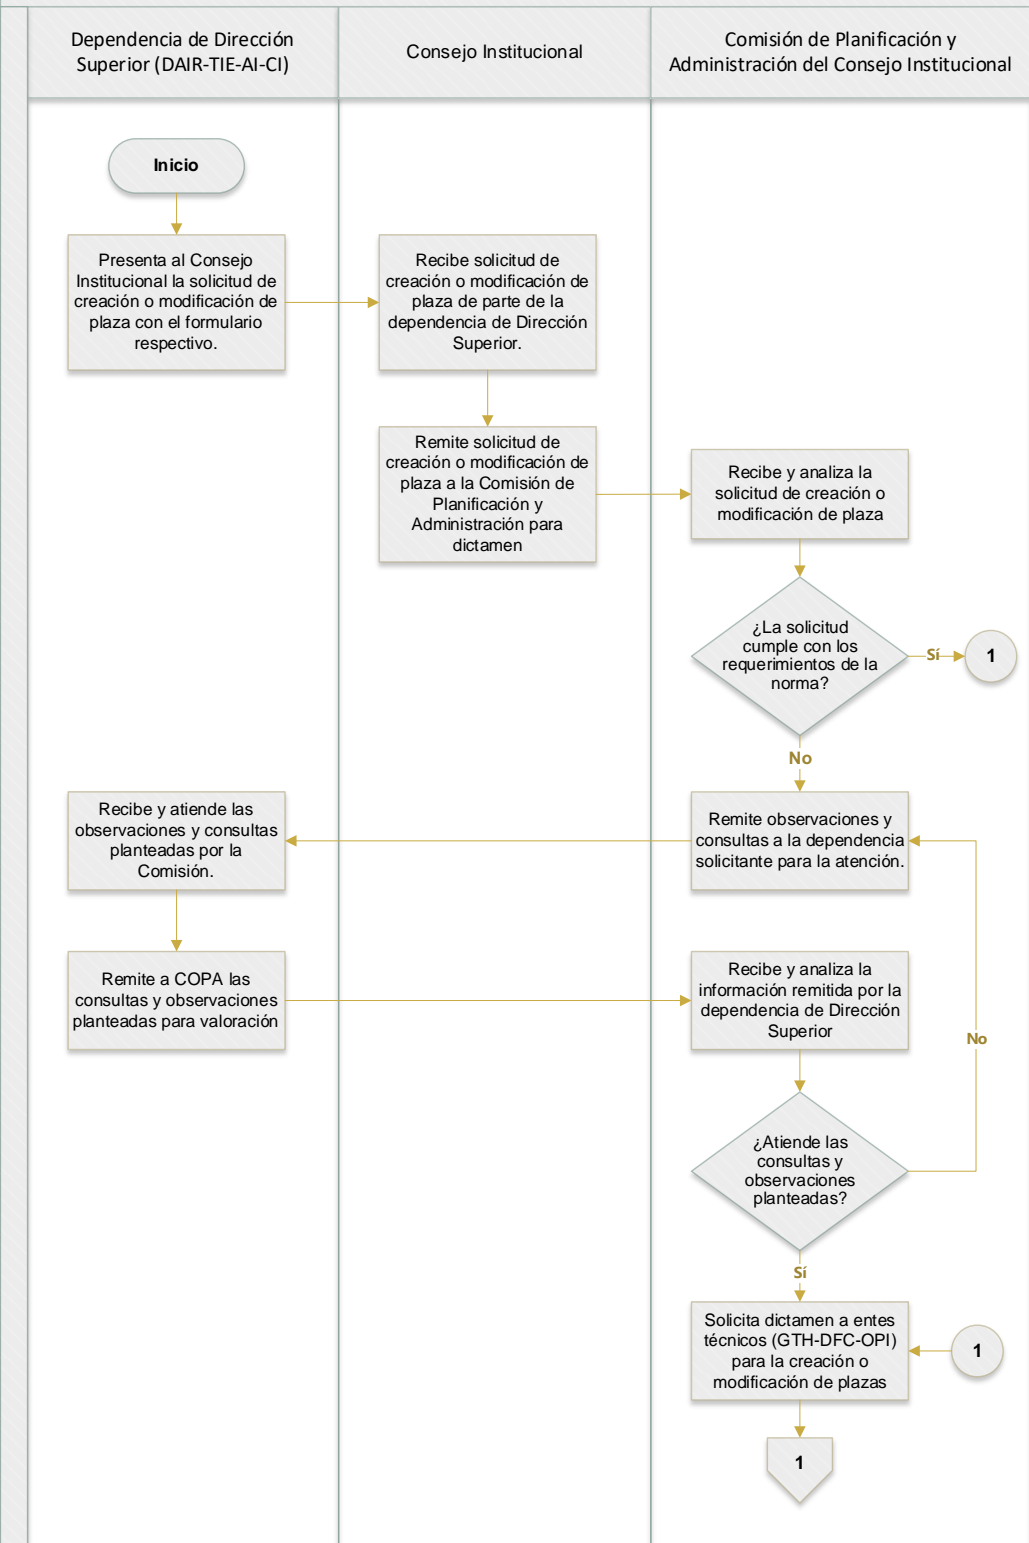 Dependencia de Dirección
Superior (DAIR-TIE-AI-CI)
Consejo Institucional
Comisión de Planificación y
Administración del Consejo Institucional
Inicio
Presenta al Consejo
Institucional la solicitud de
creación o modificación de
plaza con el formulario
respectivo.
Recibe solicitud de
creación o modificación de
plaza de parte de la
dependencia de Dirección
Superior.
Remite solicitud de
creación o modificación de
plaza a la Comisión de
Planificación y
Administración para
dictamen
Recibe y analiza la
solicitud de creación o
modificación de plaza
¿La solicitud
cumple con los
requerimientos de la
norma?
Sí
1
No
Remite observaciones y
consultas a la dependencia
solicitante para la atención.
Recibe y atiende las
observaciones y consultas
planteadas por la
Comisión.
Remite a COPA las
consultas y observaciones
planteadas para valoración
Recibe y analiza la
información remitida por la
dependencia de Dirección
Superior
No
¿Atiende las
consultas y
observaciones
planteadas?
Sí
Solicita dictamen a entes
técnicos (GTH-DFC-OPI)
para la creación o
modificación de plazas
1
1